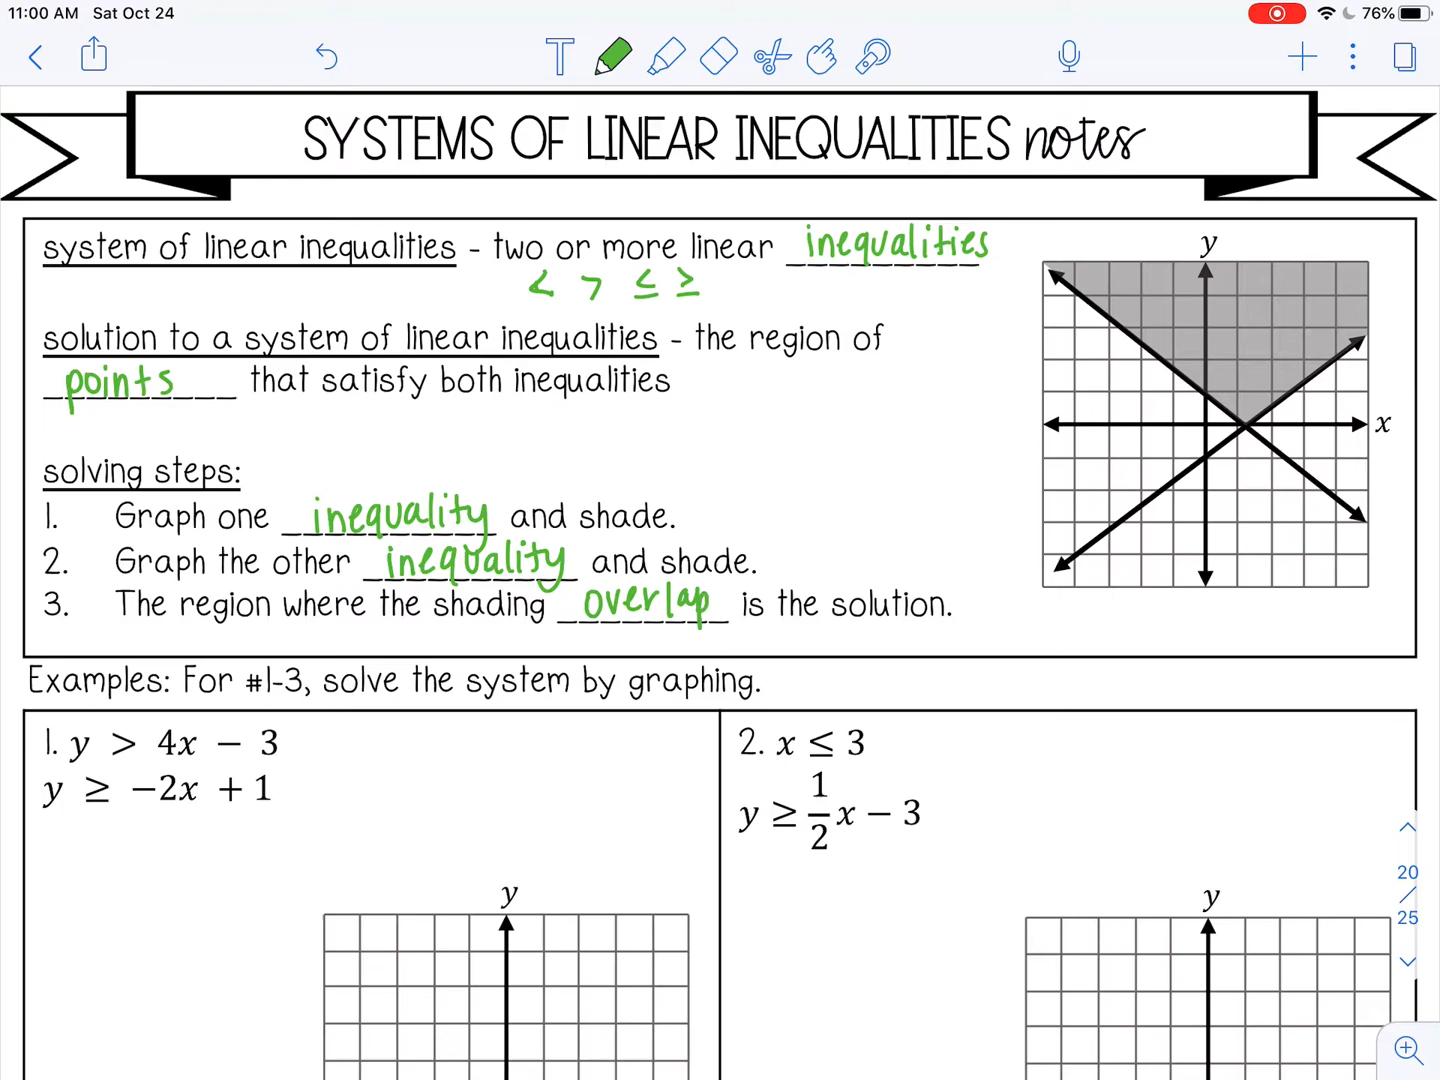 11:00 AM Sat Oct 24
76%
T
SYSTEMS OF LINEAR INEQUALITIES notes
system of linear inequalities - two or more linear inequalities
< > ≤ ≥
solution to a system of linear inequalities - the region of
points that satisfy both inequalities
solving steps:
1. Graph one inequality and shade.
2. Graph the other inequality and shade.
3. The region where the shading overlap is the solution.
y
x
Examples: For #1-3, solve the system by graphing.
1. y > 4x − 3
y ≥ −2x + 1
y
2. x ≤ 3
y ≥ 1/2 x − 3
y
20
/
25